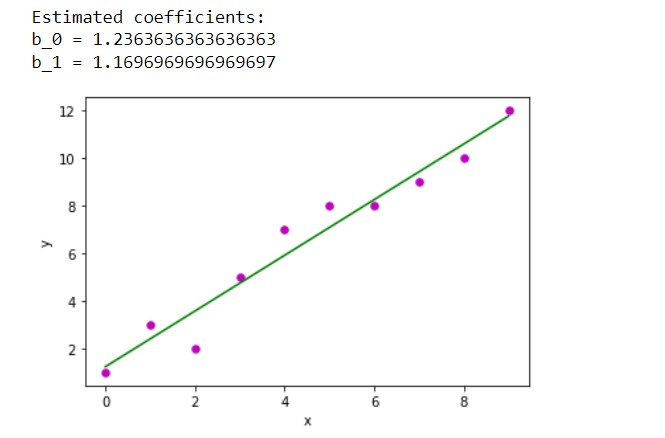 Estimated coefficients:
b_0 = 1.2363636363636363
b_1 = 1.1696969696969697
12
10
8
6
4
2
y
0 2 4 6 8
x